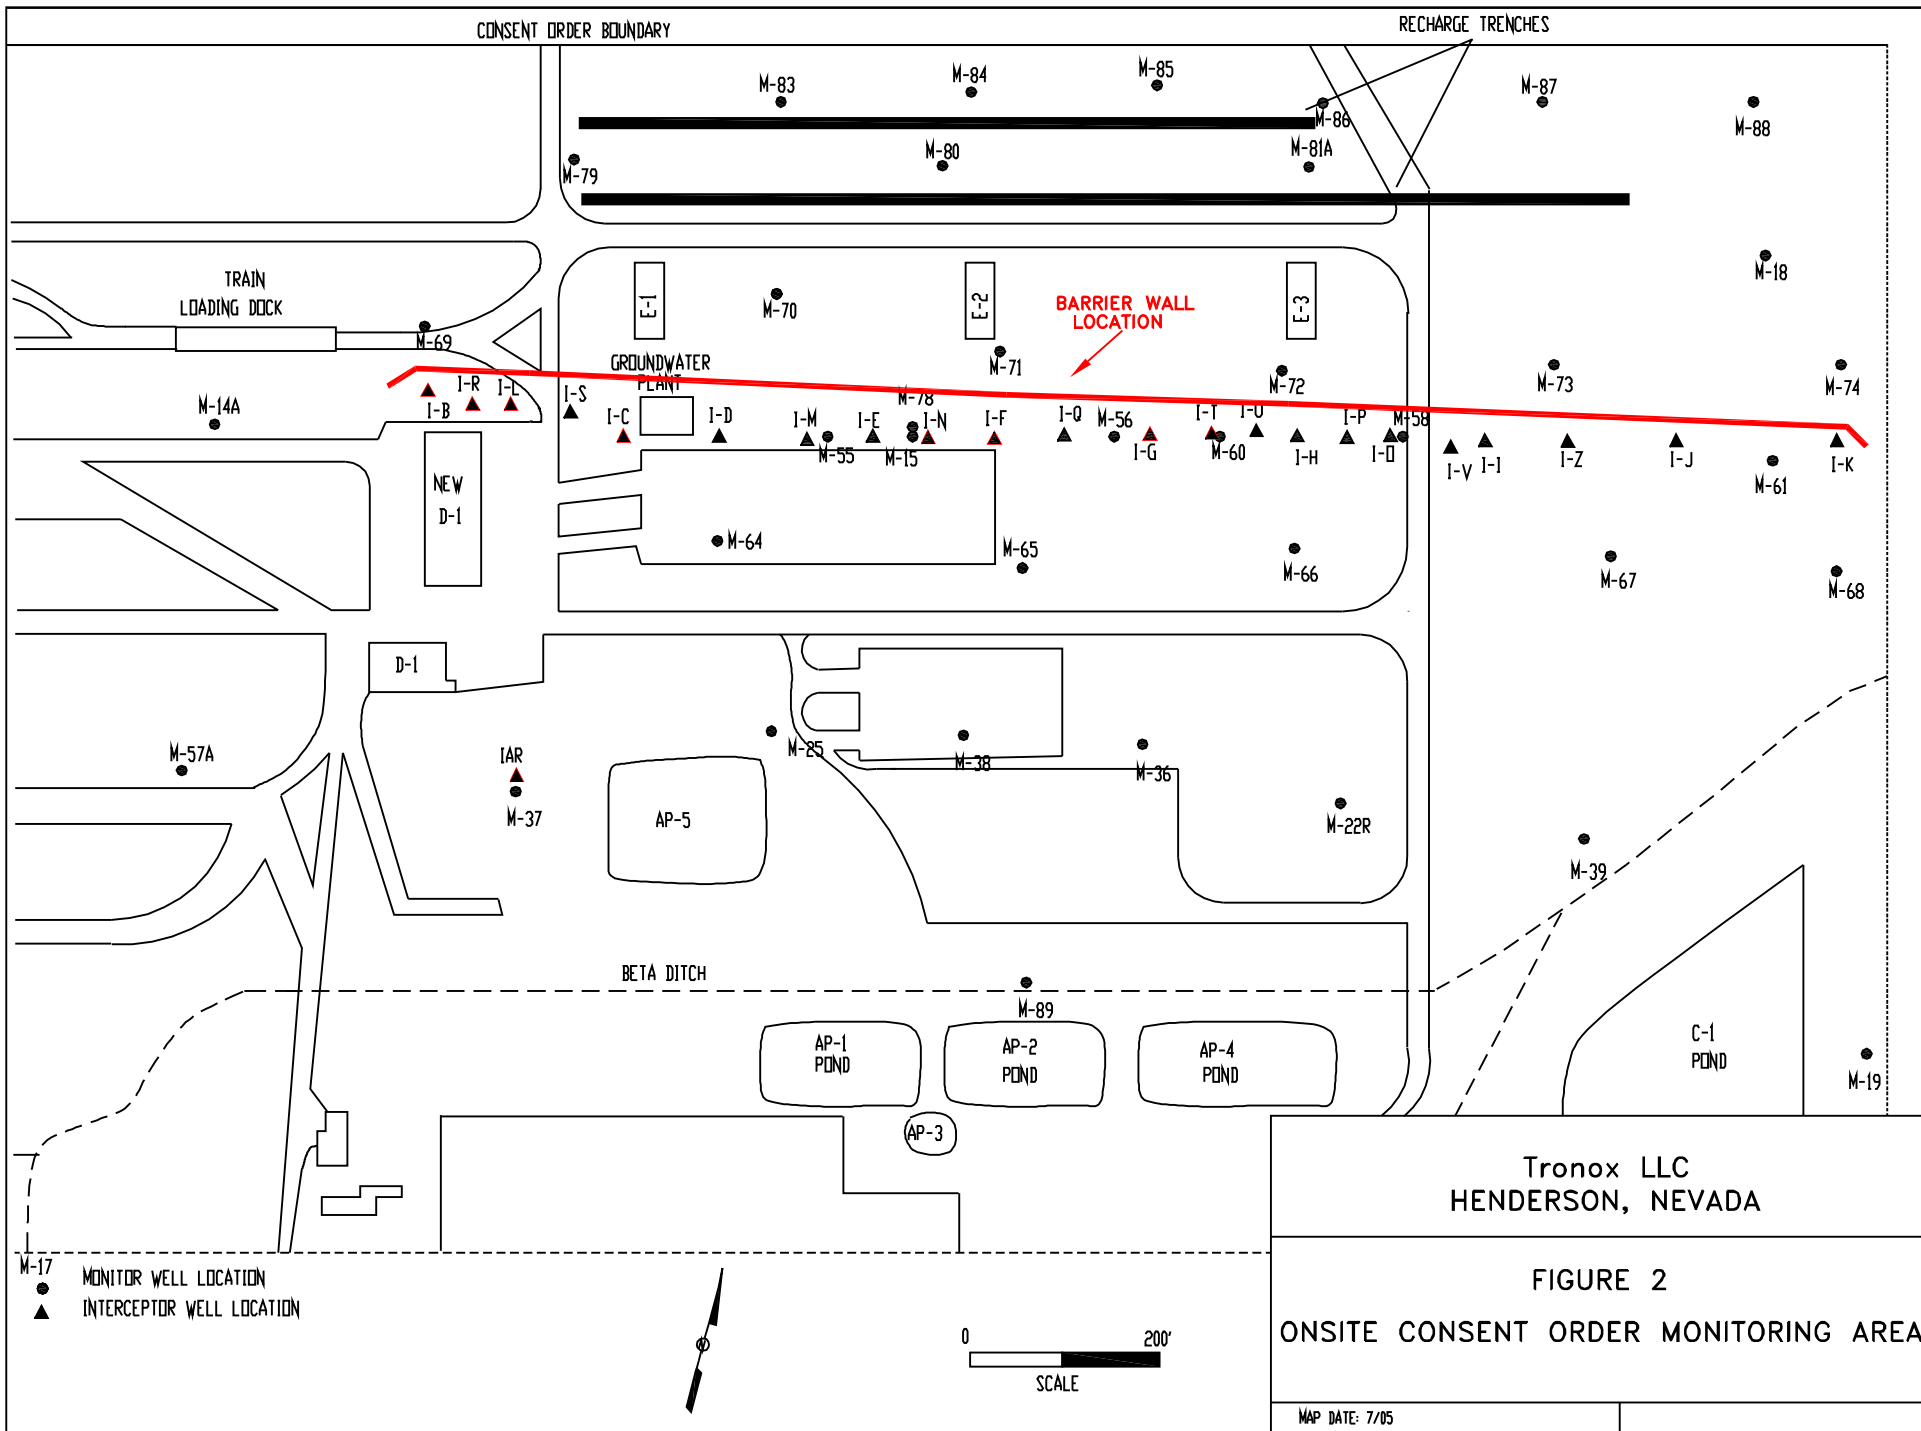 CONSENT ORDER BOUNDARY
RECHARGE TRENCHES
M-83
M-84
M-85
M-86
M-87
M-88
M-79
M-80
M-81A
M-18
TRAIN
LOADING DOCK
E-1
E-2
E-3
M-70
BARRIER WALL
LOCATION
M-69
GROUNDWATER
PLANT
M-71
M-72
M-73
M-74
M-14A
I-B
I-R
I-L
I-S
I-C
I-D
I-M
I-E
M-78
I-N
I-F
I-Q
M-56
I-T
I-U
I-P
M-58
M-55
M-15
I-G
M-60
I-H
I-O
I-V
I-I
I-Z
I-J
M-61
I-K
NEW
D-1
M-64
M-65
M-66
M-67
M-68
D-1
M-57A
IAR
M-37
M-25
M-38
M-36
AP-5
M-22R
M-39
BETA DITCH
M-89
AP-1
POND
AP-2
POND
AP-4
POND
C-1
POND
M-19
AP-3
Tronox LLC
HENDERSON, NEVADA
M-17
MONITOR WELL LOCATION
INTERCEPTOR WELL LOCATION
FIGURE 2
ONSITE CONSENT ORDER MONITORING AREA
0 200'
SCALE
MAP DATE: 7/05